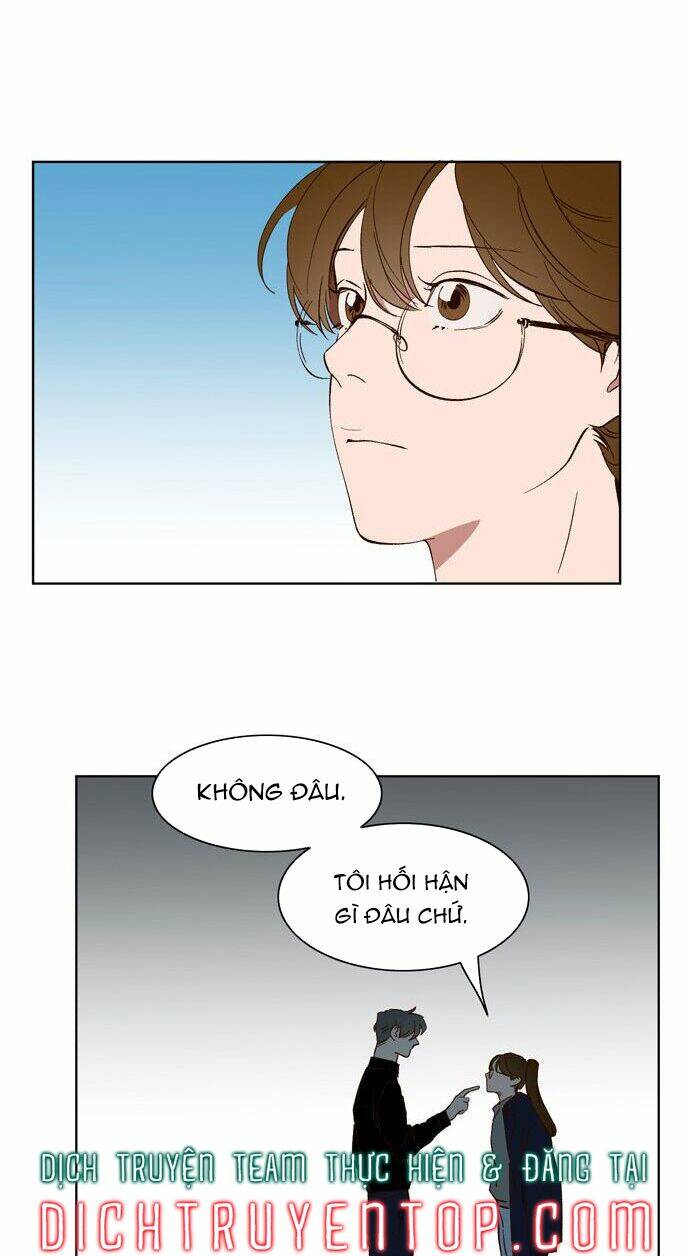 KHÔNG ĐÂU.
TÔI HỐI HẬN
GÌ ĐÂU CHỨ.
DỊCH TRUYỆN TEAM THỰC HIỆN & ĐĂNG TẠI
DICHTRUYENTOP.COM